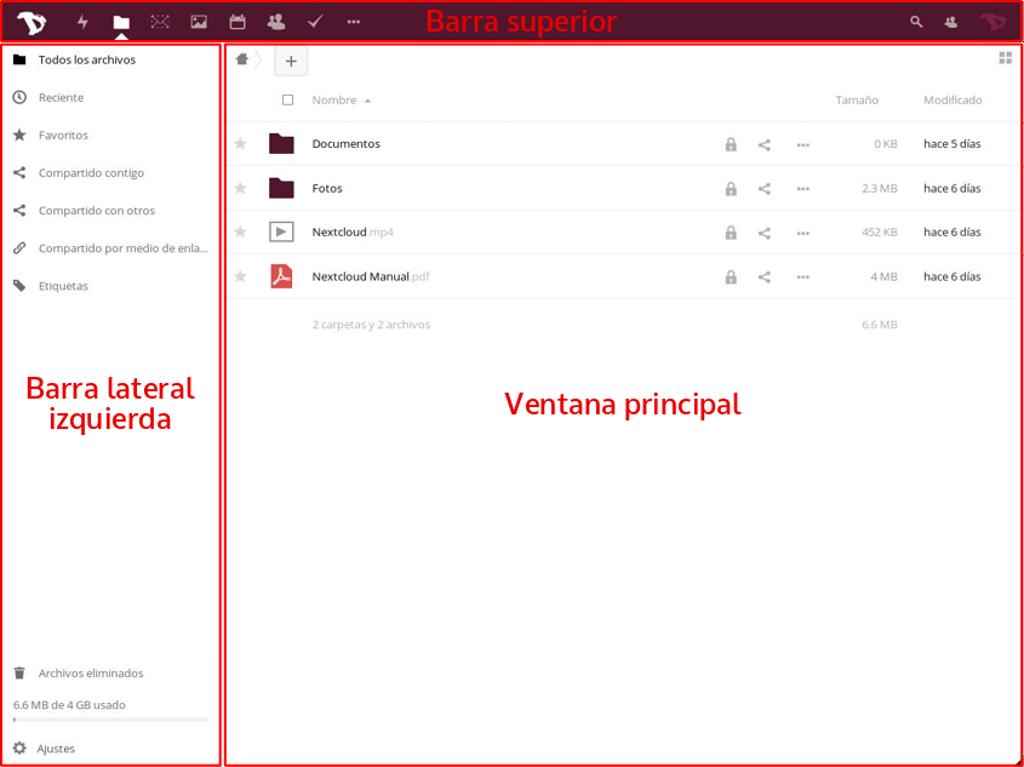 Barra superior
Todos los archivos
Reciente
Favoritos
Compartido contigo
Compartido con otros
Compartido por medio de enla...
Etiquetas
Barra lateral
izquierda
Archivos eliminados
6.6 MB de 4 GB usado
Ajustes
+
Nombre Tamaño Modificado
Documentos 0 KB hace 5 días
Fotos 2.3 MB hace 6 días
Nextcloud.mp4 452 KB hace 6 días
Nextcloud Manual.pdf 4 MB hace 6 días
2 carpetas y 2 archivos 6.6 MB
Ventana principal